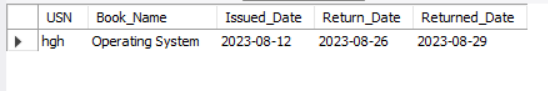 USN Book_Name Issued_Date Return_Date Returned_Date
hgh Operating System 2023-08-12 2023-08-26 2023-08-29